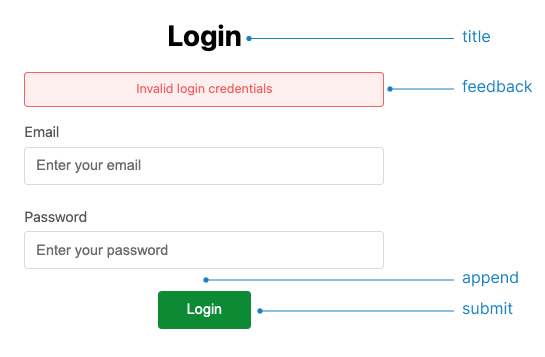 Login title
Invalid login credentials feedback
Email
Enter your email
Password
Enter your password
append
Login submit